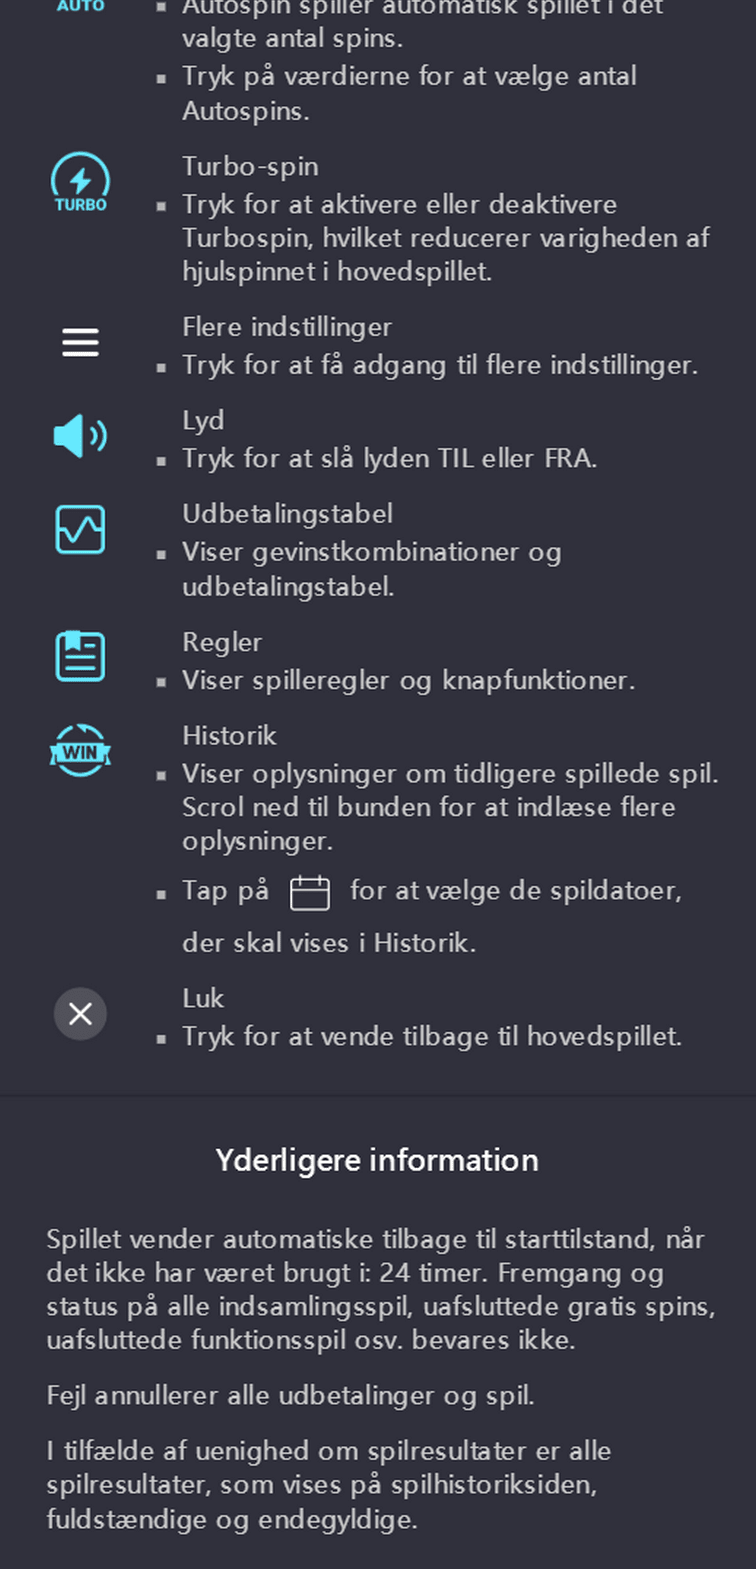 AUTO
Autospin spiller automatisk spillet i det
valgte antal spins.
Tryk på værdierne for at vælge antal
Autospins.
TURBO
Turbo-spin
Tryk for at aktivere eller deaktivere
Turbospin, hvilket reducerer varigheden af
hjulspinnet i hovedspillet.
Flere indstillinger
Tryk for at få adgang til flere indstillinger.
Lyd
Tryk for at slå lyden TIL eller FRA.
Udbetalingstabel
Viser gevinstkombinationer og
udbetalingstabel.
Regler
Viser spilleregler og knapfunktioner.
WIN
Historik
Viser oplysninger om tidligere spillede spil.
Scrol ned til bunden for at indlæse flere
oplysninger.
Tap på for at vælge de spildatoer,
der skal vises i Historik.
Luk
Tryk for at vende tilbage til hovedspillet.
Yderligere information
Spillet vender automatiske tilbage til starttilstand, når
det ikke har været brugt i: 24 timer. Fremgang og
status på alle indsamlingsspil, uafsluttede gratis spins,
uafsluttede funktionsspil osv. bevares ikke.
Fejl annullerer alle udbetalinger og spil.
I tilfælde af uenighed om spilresultater er alle
spilresultater, som vises på spilhistoriksiden,
fuldstændige og endegyldige.